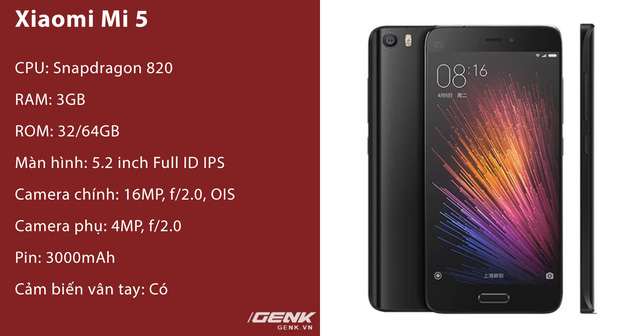 Xiaomi Mi 5
CPU: Snapdragon 820
RAM: 3GB
ROM: 32/64GB
Màn hình: 5.2 inch Full ID IPS
Camera chính: 16MP, f/2.0, OIS
Camera phụ: 4MP, f/2.0
Pin: 3000mAh
Cảm biến vân tay: Có
GENK
GENK.VN
08:16